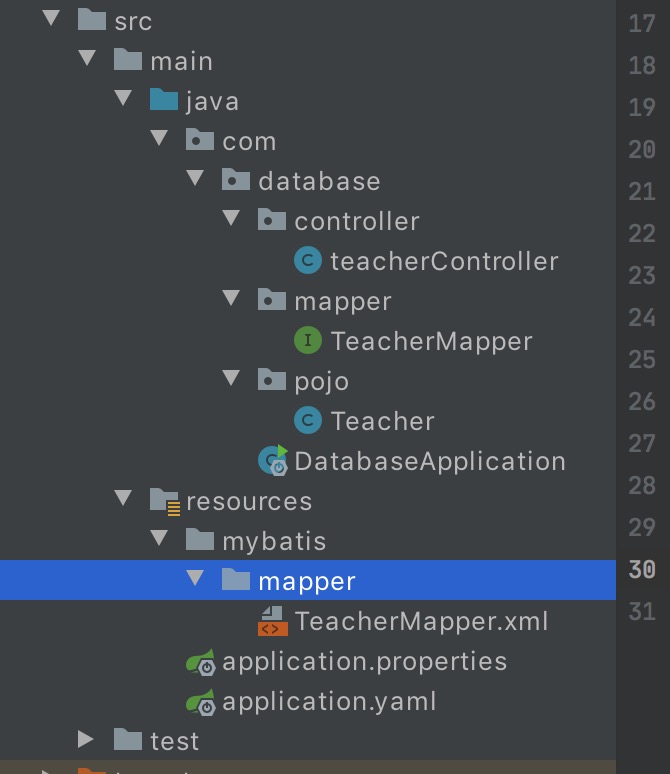 src
17
main
18
java
19
com
20
database
21
controller
22
C teacherController
23
mapper
24
I TeacherMapper
25
pojo
26
C Teacher
27
C DatabaseApplication
28
resources
29
mybatis
30
mapper
31
<> TeacherMapper.xml
application.properties
application.yaml
test